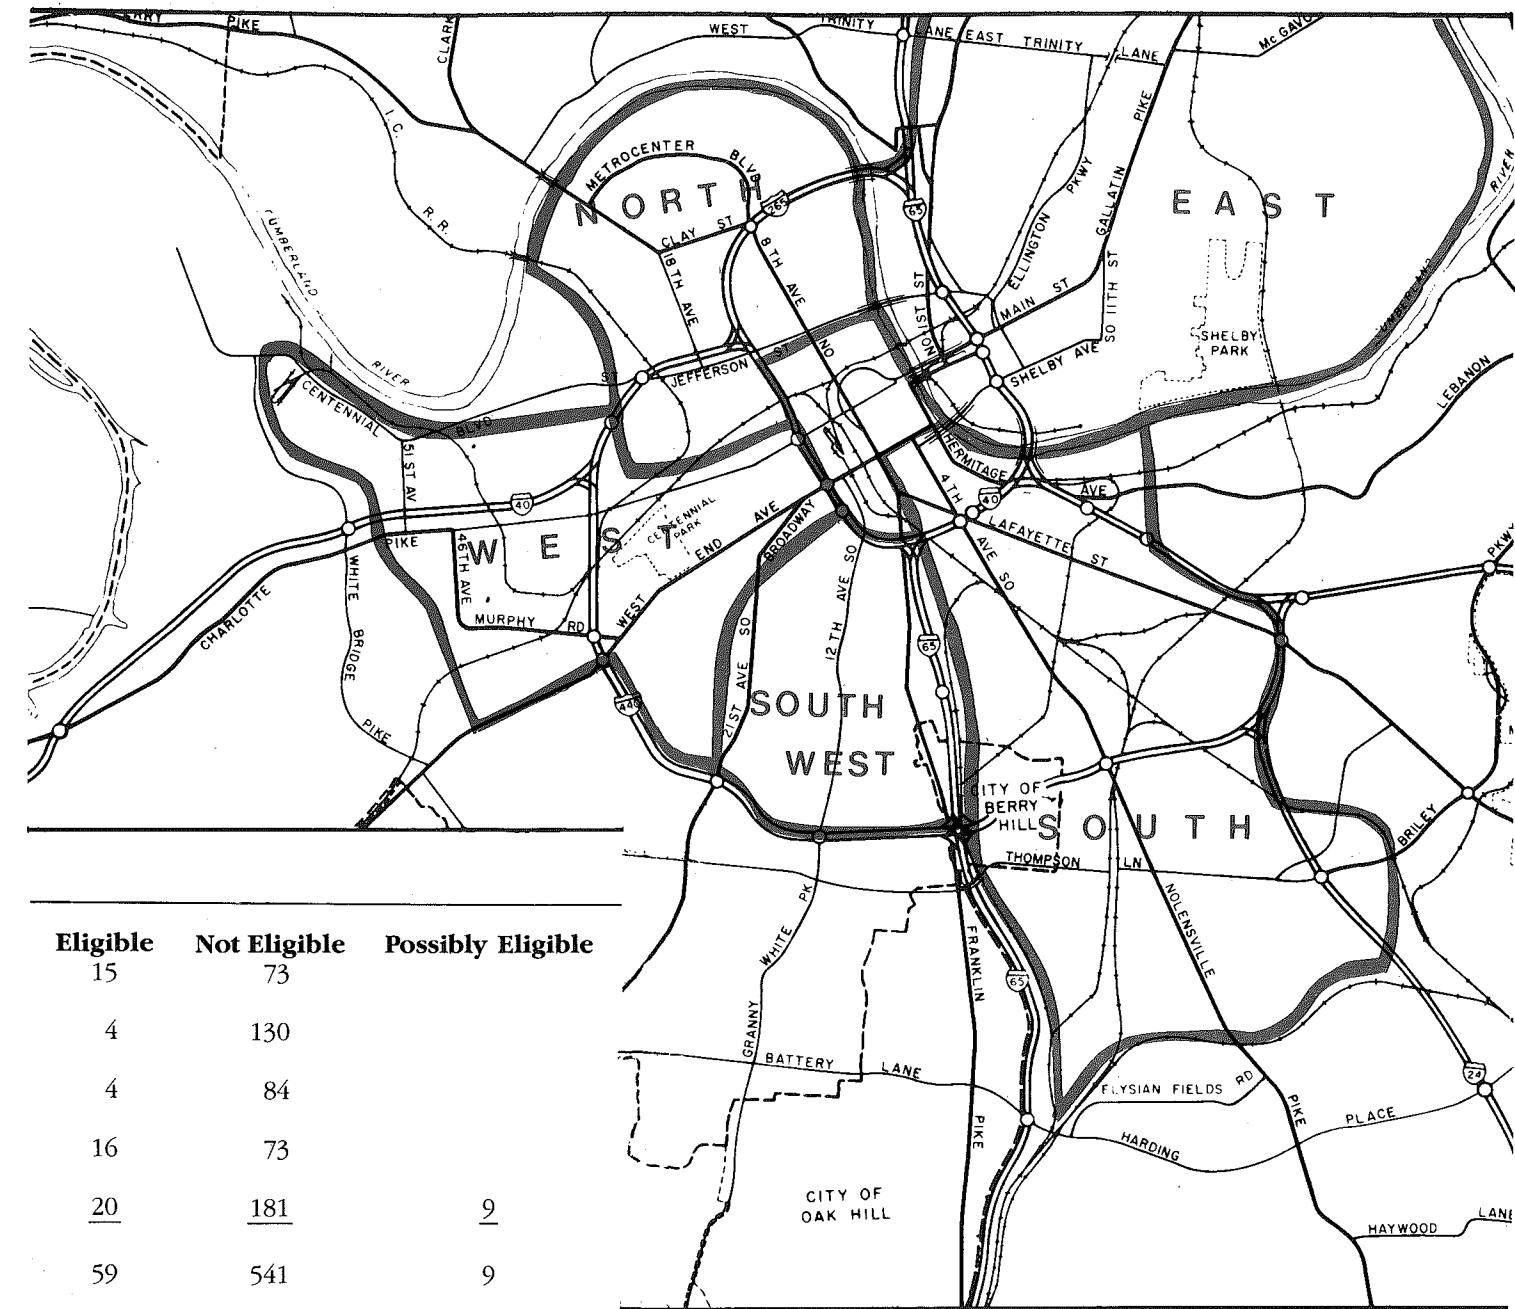 PIKE
CLARK
WEST
TRINITY
LANE
EAST TRINITY LANE
McGAVO
I.C.
R. R.
METROCENTER BLVD
NORTH
265
65
CLAY ST
18TH AVE
8TH AVE NO
PKWY
ELLINGTON
PIKE
GALLATIN
EAST
RIVER
CUMBERLAND
RIVER
MAIN ST
SO 11TH ST
NO 1ST ST
SHELBY PARK
SHELBY AVE
LEBANON
JEFFERSON ST
CENTENNIAL
BLVD
51ST AV
40
HERMITAGE
AVE
4TH AVE SO
40
LAFAYETTE ST
CENTENNIAL PARK
WEST
PIKE
46TH AVE
MURPHY RD
WEST END AVE
BROADWAY
WHITE BRIDGE PIKE
CHARLOTTE
12TH AVE SO
21ST AVE SO
65
440
PKWY
SOUTH
WEST
CITY OF
BERRY
HILL
SOUTH
BRILEY
THOMPSON LN
NOLENSVILLE
WHITE PK
GRANNY
FRANKLIN
65
BATTERY LANE
24
ELYSIAN FIELDS RD
PIKE
PIKE
HARDING
PLACE
CITY OF
OAK HILL
HAYWOOD
LANE
Eligible Not Eligible Possibly Eligible
15 73
4 130
4 84
16 73
20 181 9
59 541 9